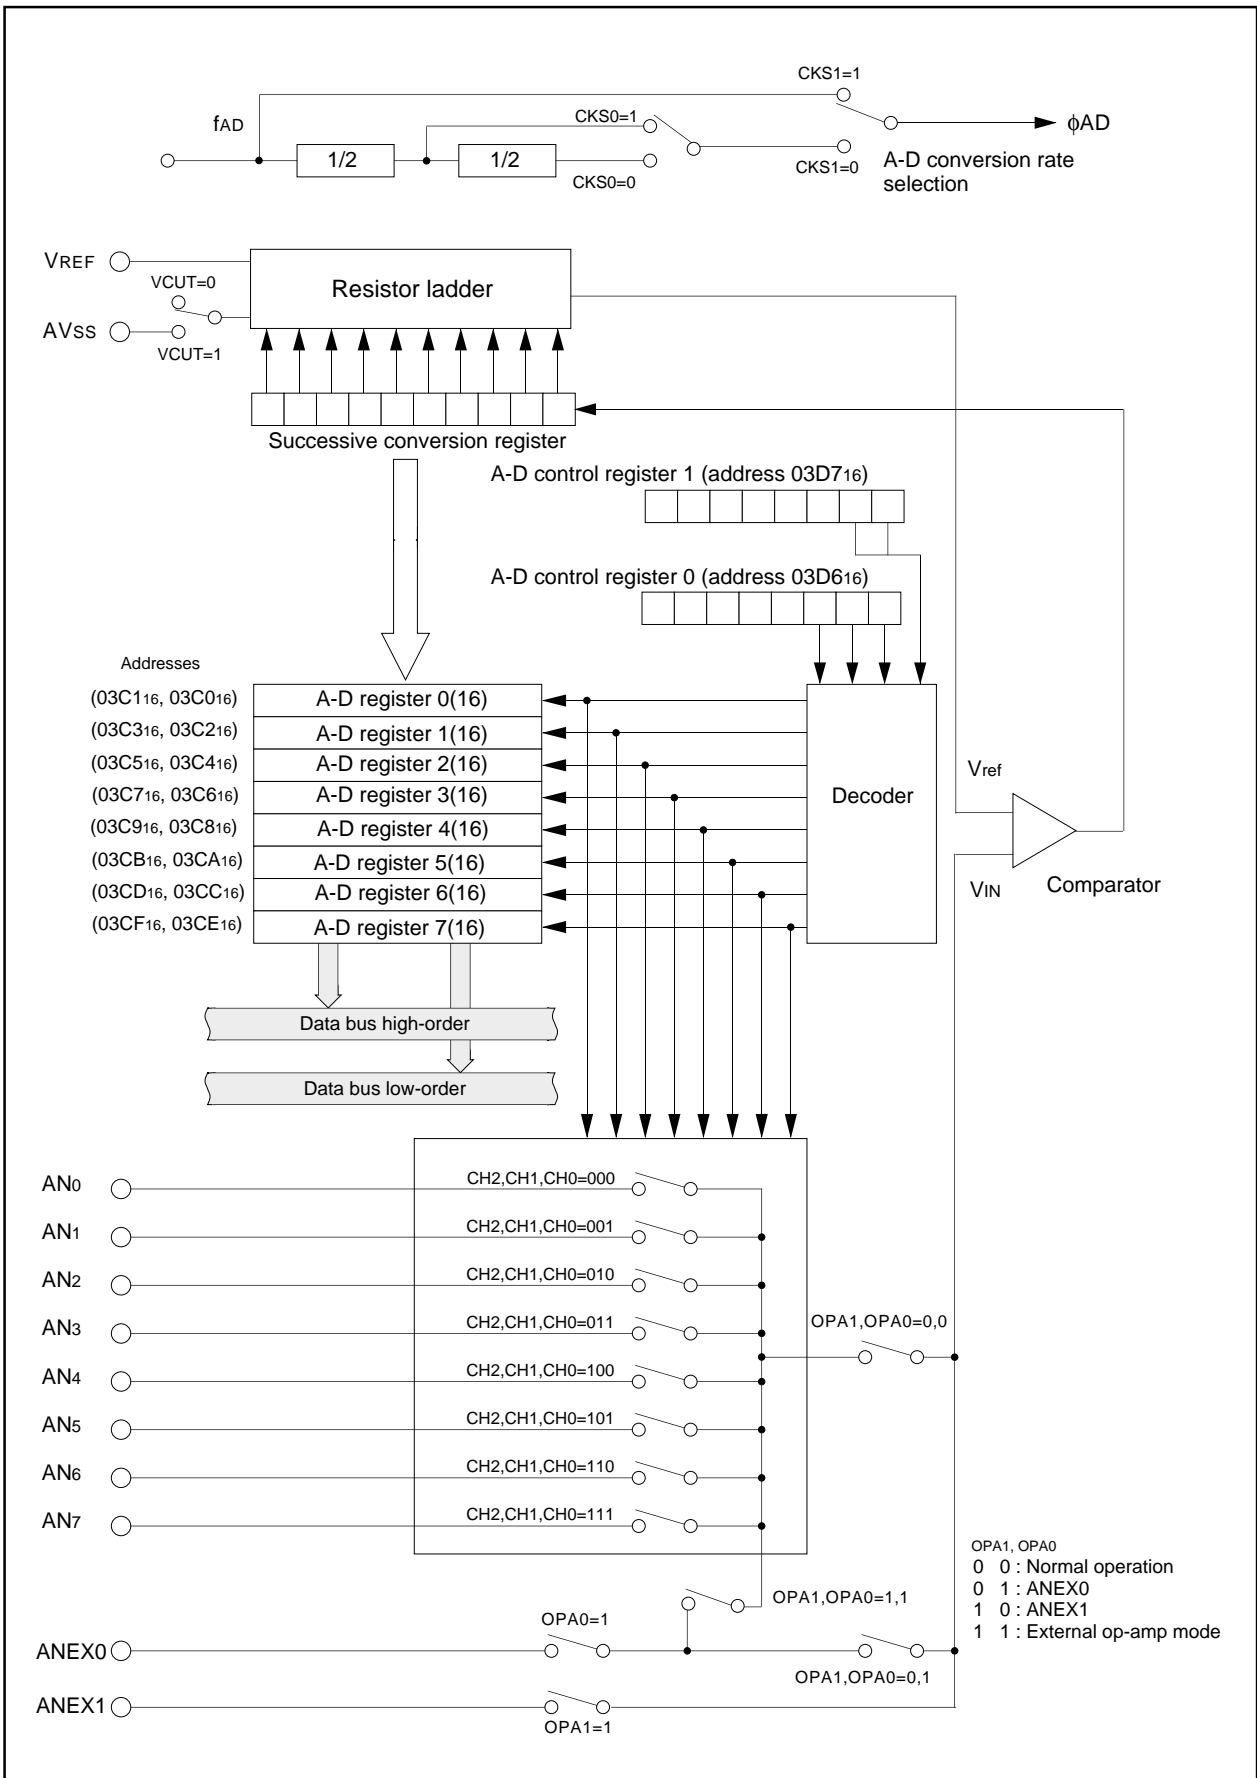 CKS1=1
fAD
CKS0=1
φAD
1/2
1/2
CKS1=0
A-D conversion rate
selection
CKS0=0
VREF
VCUT=0
Resistor ladder
AVSS
VCUT=1
Successive conversion register
A-D control register 1 (address 03D716)
A-D control register 0 (address 03D616)
Addresses
(03C116, 03C016)
A-D register 0(16)
(03C316, 03C216)
A-D register 1(16)
(03C516, 03C416)
A-D register 2(16)
(03C716, 03C616)
A-D register 3(16)
(03C916, 03C816)
A-D register 4(16)
(03CB16, 03CA16)
A-D register 5(16)
(03CD16, 03CC16)
A-D register 6(16)
(03CF16, 03CE16)
A-D register 7(16)
Decoder
Vref
VIN
Comparator
Data bus high-order
Data bus low-order
AN0
CH2,CH1,CH0=000
AN1
CH2,CH1,CH0=001
AN2
CH2,CH1,CH0=010
AN3
CH2,CH1,CH0=011
OPA1,OPA0=0,0
AN4
CH2,CH1,CH0=100
AN5
CH2,CH1,CH0=101
AN6
CH2,CH1,CH0=110
AN7
CH2,CH1,CH0=111
OPA1, OPA0
0 0 : Normal operation
0 1 : ANEX0
1 0 : ANEX1
1 1 : External op-amp mode
OPA1,OPA0=1,1
OPA0=1
ANEX0
OPA1,OPA0=0,1
ANEX1
OPA1=1